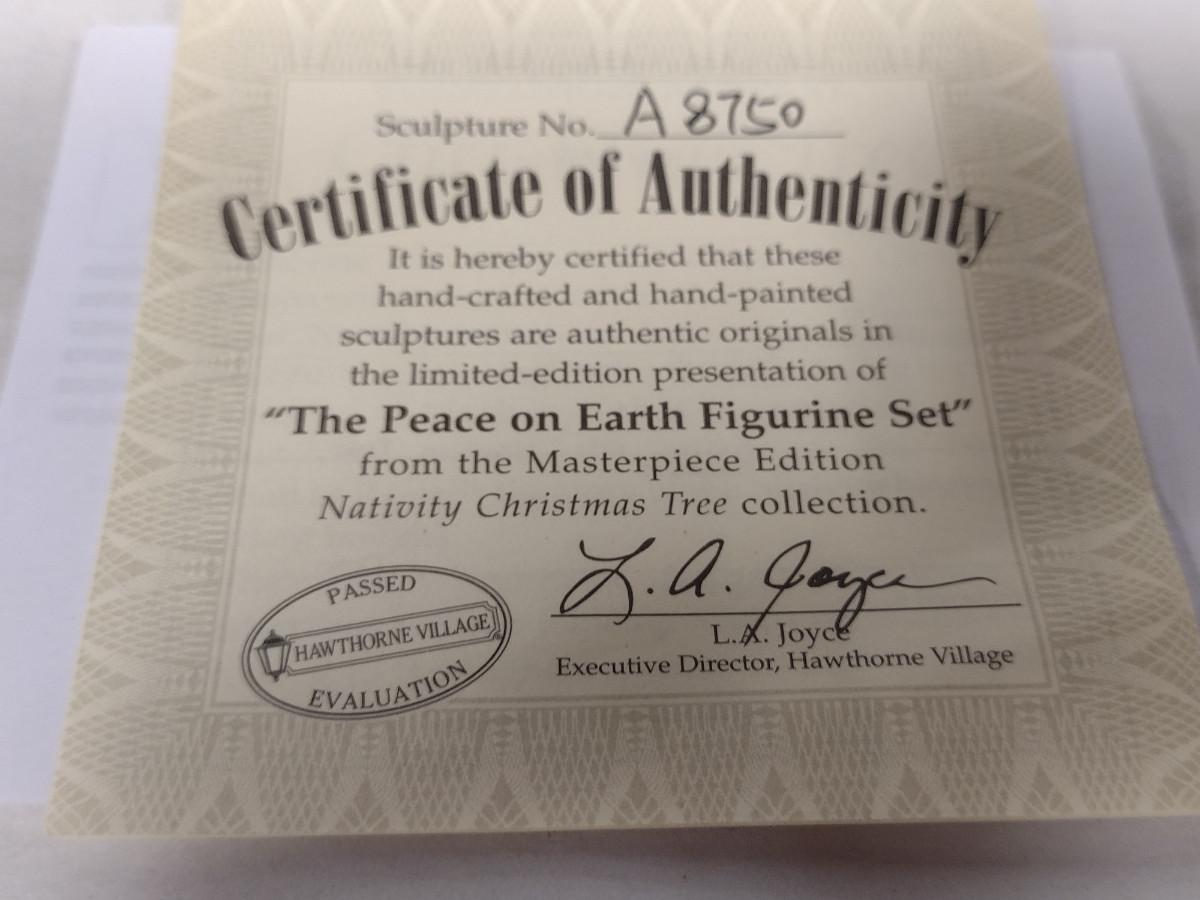 Sculpture No. A8750
Certificate of Authenticity
It is hereby certified that these
hand-crafted and hand-painted
sculptures are authentic originals in
the limited-edition presentation of
“The Peace on Earth Figurine Set”
from the Masterpiece Edition
Nativity Christmas Tree collection.
PASSED
HAWTHORNE VILLAGE
EVALUATION
L. A. Joyce
L.A. Joyce
Executive Director, Hawthorne Village